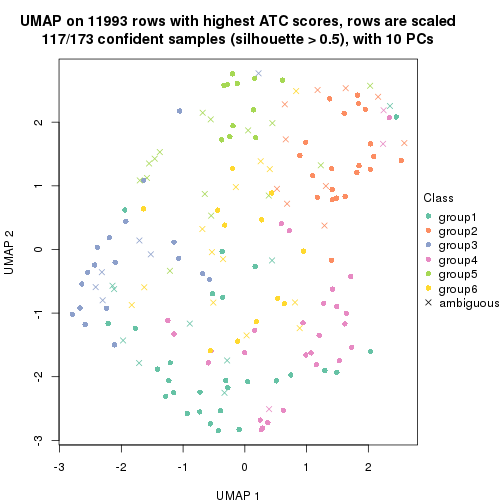 UMAP on 11993 rows with highest ATC scores, rows are scaled
117/173 confident samples (silhouette > 0.5), with 10 PCs
2
1
0
-1
-2
-3
UMAP 2
-3
-2
-1
0
1
2
UMAP 1
Class
group1
group2
group3
group4
group5
group6
ambiguous